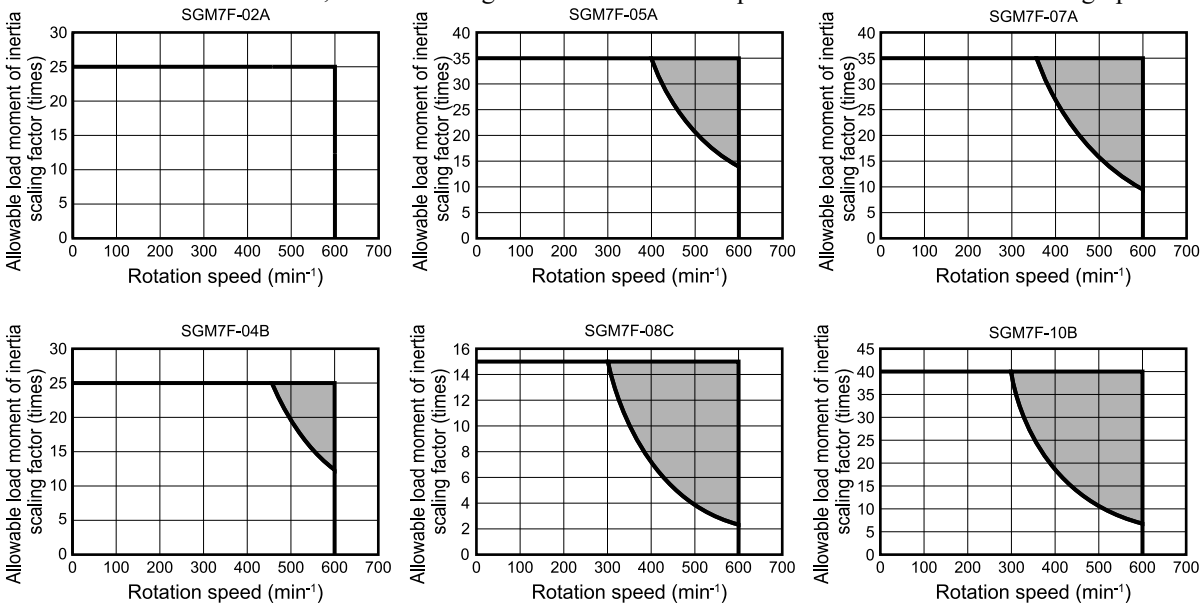 SGM7F-02A
Allowable load moment of inertia
scaling factor (times)
30
25
20
15
10
5
0
0 100 200 300 400 500 600 700
Rotation speed (min⁻¹)
SGM7F-05A
Allowable load moment of inertia
scaling factor (times)
40
35
30
25
20
15
10
5
0
0 100 200 300 400 500 600 700
Rotation speed (min⁻¹)
SGM7F-07A
Allowable load moment of inertia
scaling factor (times)
40
35
30
25
20
15
10
5
0
0 100 200 300 400 500 600 700
Rotation speed (min⁻¹)
SGM7F-04B
Allowable load moment of inertia
scaling factor (times)
30
25
20
15
10
5
0
0 100 200 300 400 500 600 700
Rotation speed (min⁻¹)
SGM7F-08C
Allowable load moment of inertia
scaling factor (times)
16
14
12
10
8
6
4
2
0
0 100 200 300 400 500 600 700
Rotation speed (min⁻¹)
SGM7F-10B
Allowable load moment of inertia
scaling factor (times)
45
40
35
30
25
20
15
10
5
0
0 100 200 300 400 500 600 700
Rotation speed (min⁻¹)